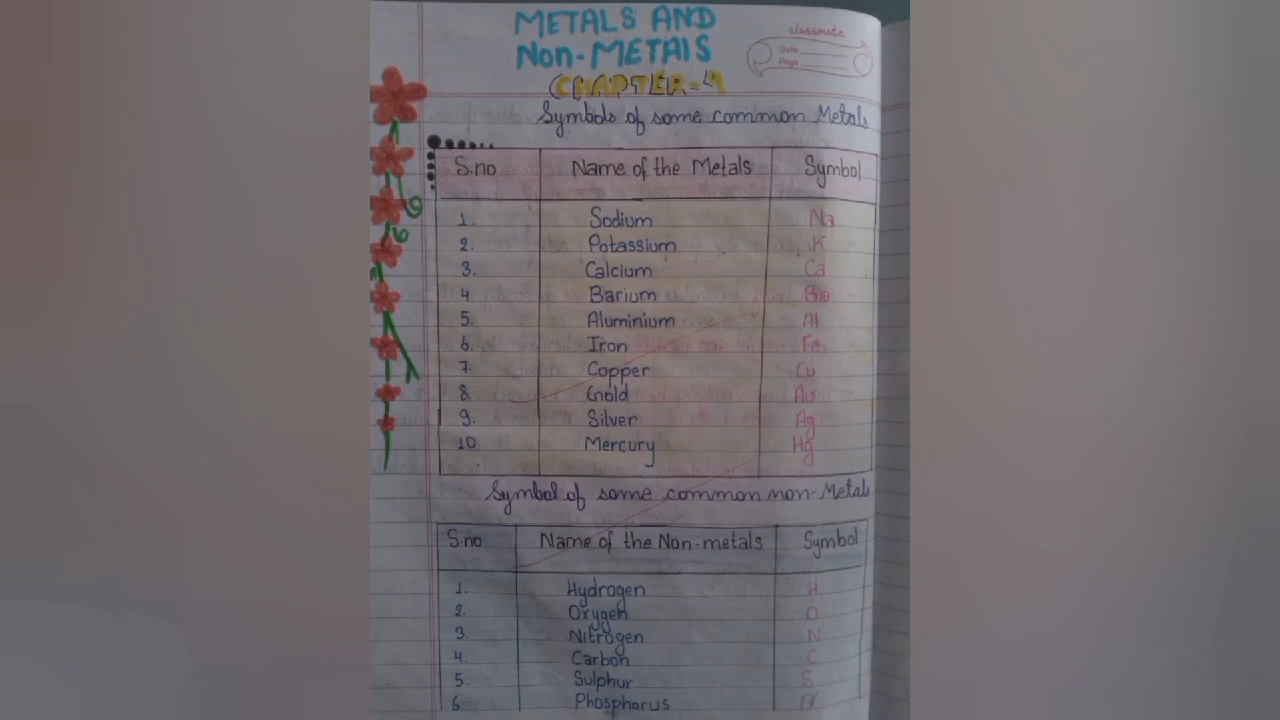 METALS AND
Non-METAlS
classmate
Date
Page
CHAPTER-4
Symbols of some common Metals
S.no Name of the Metals Symbol
1. Sodium Na
2. Potassium K
3. Calcium Ca
4. Barium Ba
5. Aluminium Al
6. Iron Fe
7. Copper Cu
8. Gold Au
9. Silver Ag
10 Mercury Hg
Symbol of some common non-Metals
S.no Name of the Non-metals Symbol
1. Hydrogen H
2. Oxygen O
3. Nitrogen N
4. Carbon C
5. Sulphur S
6 Phosphorus